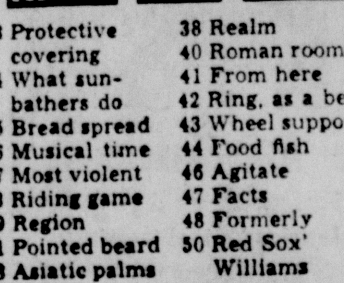 Protective
covering
What sun-
bathers do
Bread spread
Musical time
Most violent
Riding game
Region
Pointed beard
Asiatic palms
38 Realm
40 Roman room
41 From here
42 Ring, as a
43 Wheel
44 Food fish
46 Agitate
47 Facts
48 Formerly
50 Red Sox'
Williams